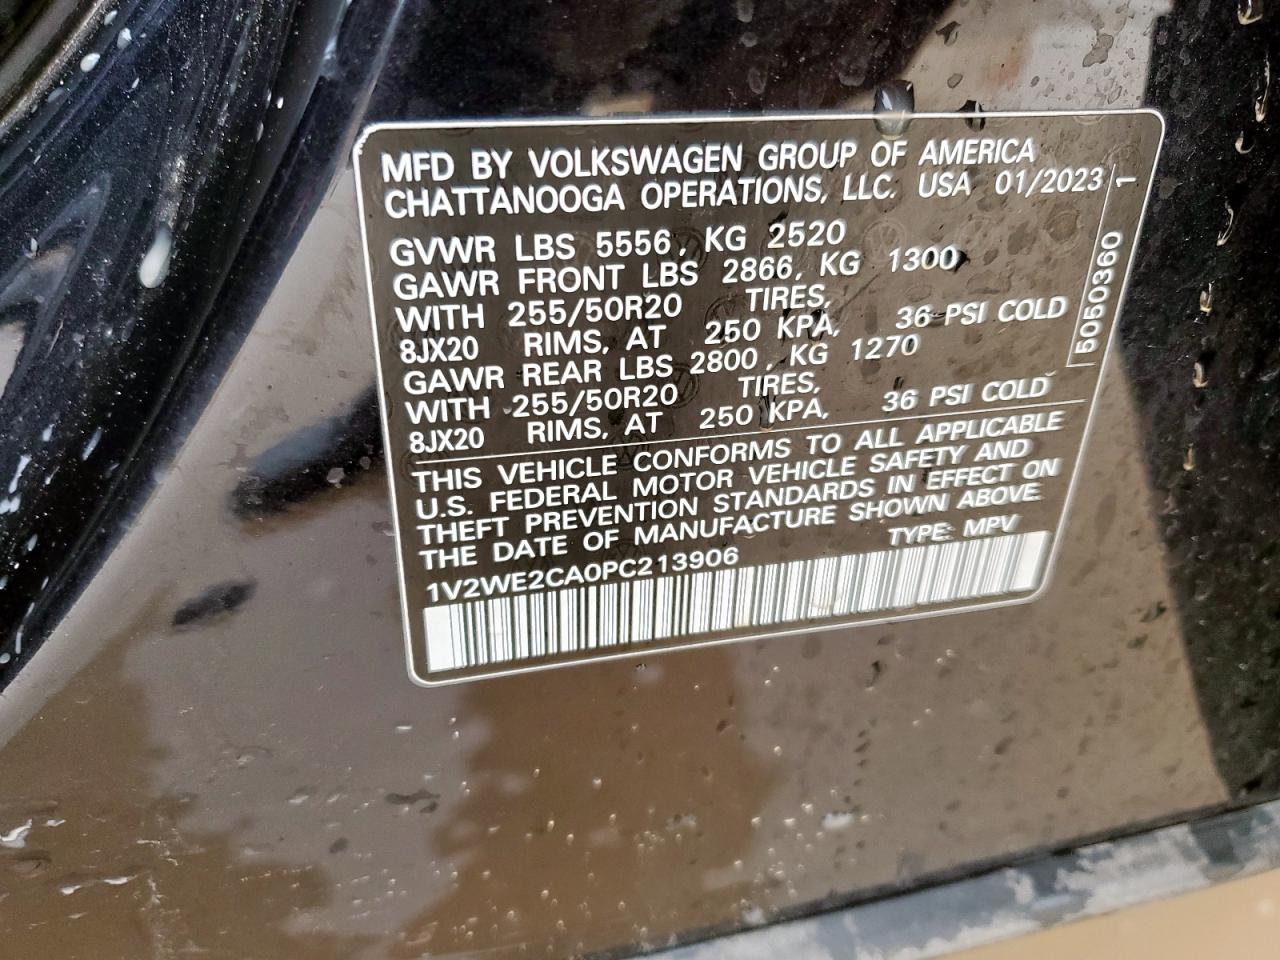 MFD BY VOLKSWAGEN GROUP OF AMERICA
CHATTANOOGA OPERATIONS, LLC. USA 01/2023
GVWR LBS 5556, KG 2520
GAWR FRONT LBS 2866, KG 1300
WITH 255/50R20 TIRES,
8JX20 RIMS, AT 250 KPA, 36 PSI COLD
GAWR REAR LBS 2800, KG 1270
WITH 255/50R20 TIRES,
8JX20 RIMS, AT 250 KPA, 36 PSI COLD
THIS VEHICLE CONFORMS TO ALL APPLICABLE
U.S. FEDERAL MOTOR VEHICLE SAFETY AND
THEFT PREVENTION STANDARDS IN EFFECT ON
THE DATE OF MANUFACTURE SHOWN ABOVE.
1V2WE2CA0PC213906 TYPE: MPV
5050360 1